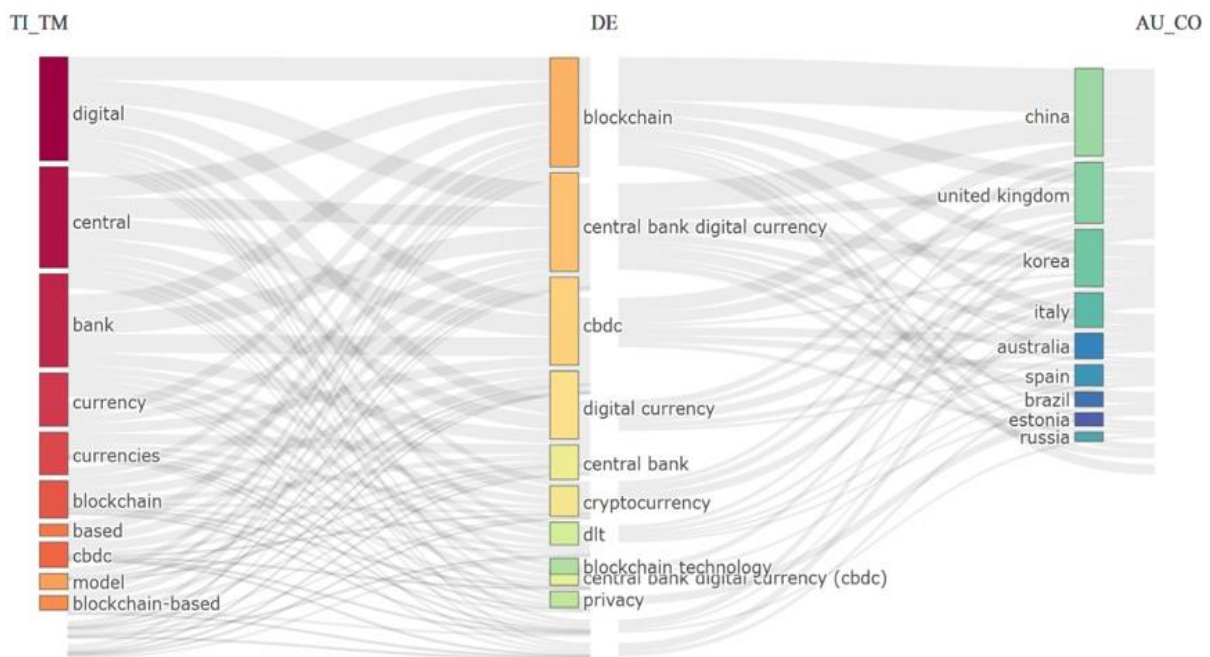 TI_TM
DE
AU_CO
digital
central
bank
currency
currencies
blockchain
based
cbdc
model
blockchain-based
blockchain
central bank digital currency
cbdc
digital currency
central bank
cryptocurrency
dlt
blockchain technology
central bank digital currency (cbdc)
privacy
china
united kingdom
korea
italy
australia
spain
brazil
estonia
russia